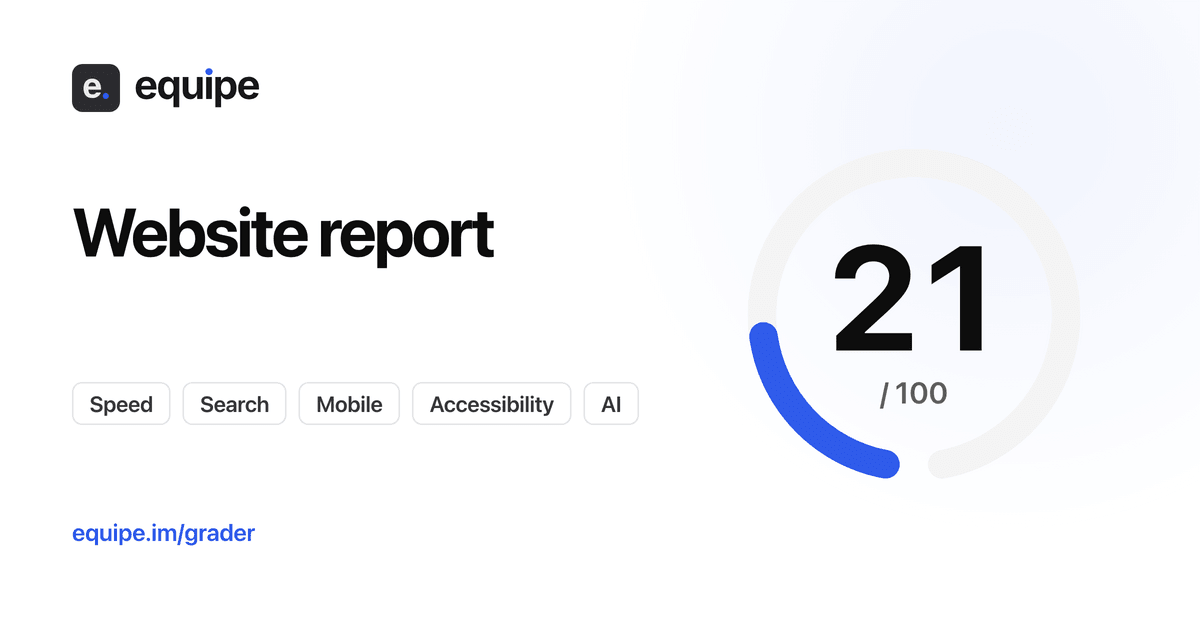 e.
equipe
Website report
21
/ 100
Speed
Search
Mobile
Accessibility
AI
equipe.im/grader